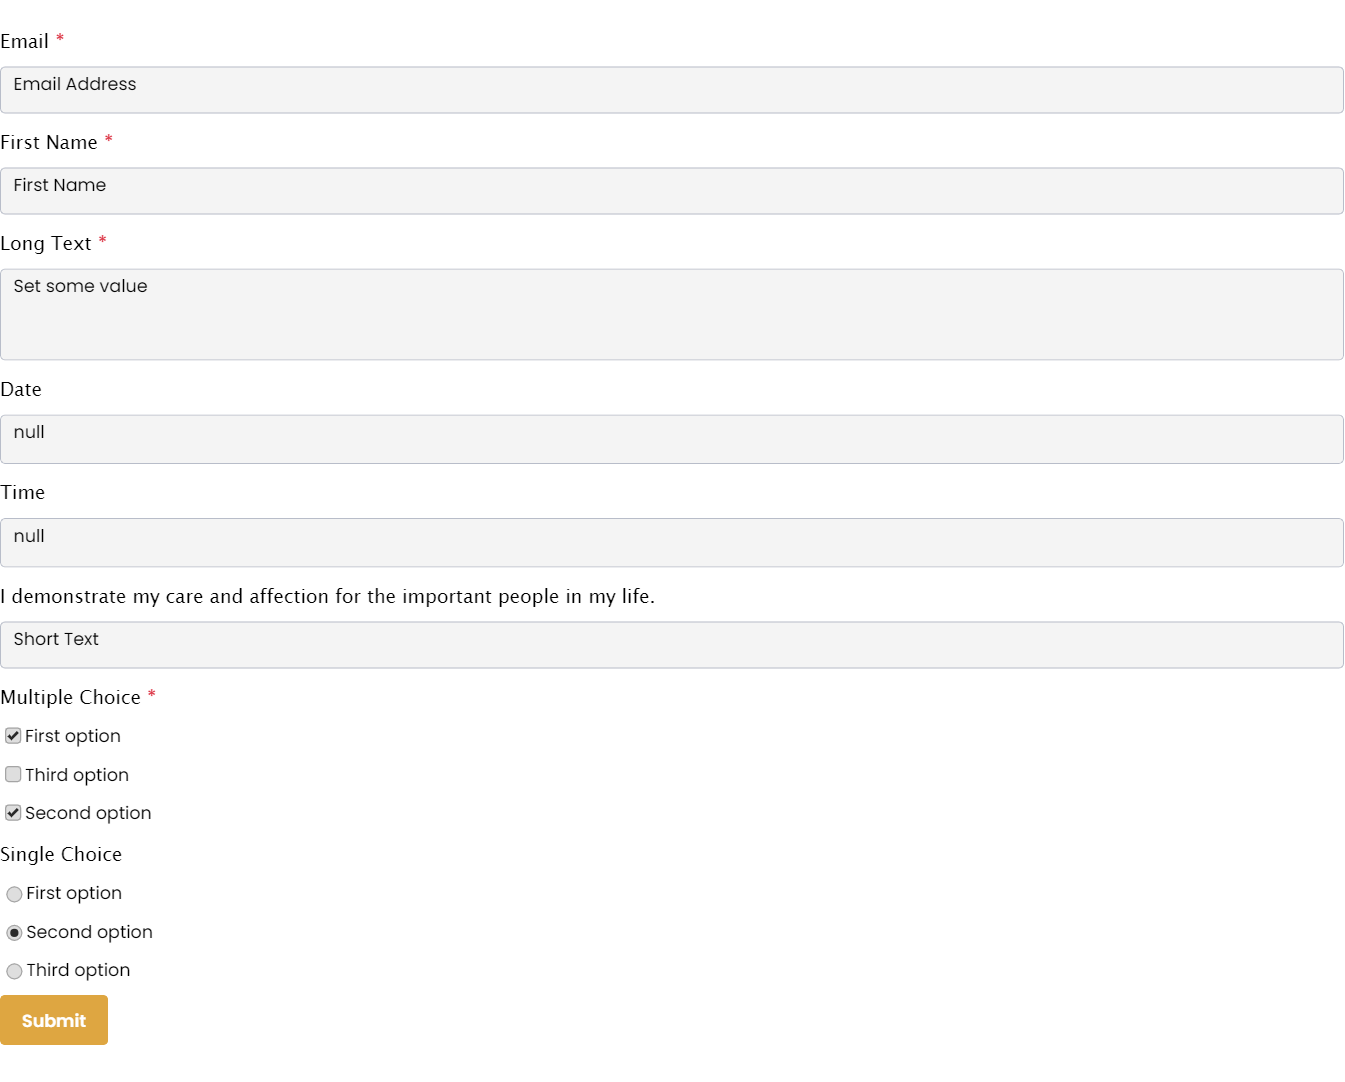 Email *
Email Address
First Name *
First Name
Long Text *
Set some value
Date
null
Time
null
I demonstrate my care and affection for the important people in my life.
Short Text
Multiple Choice *
First option
Third option
Second option
Single Choice
First option
Second option
Third option
Submit